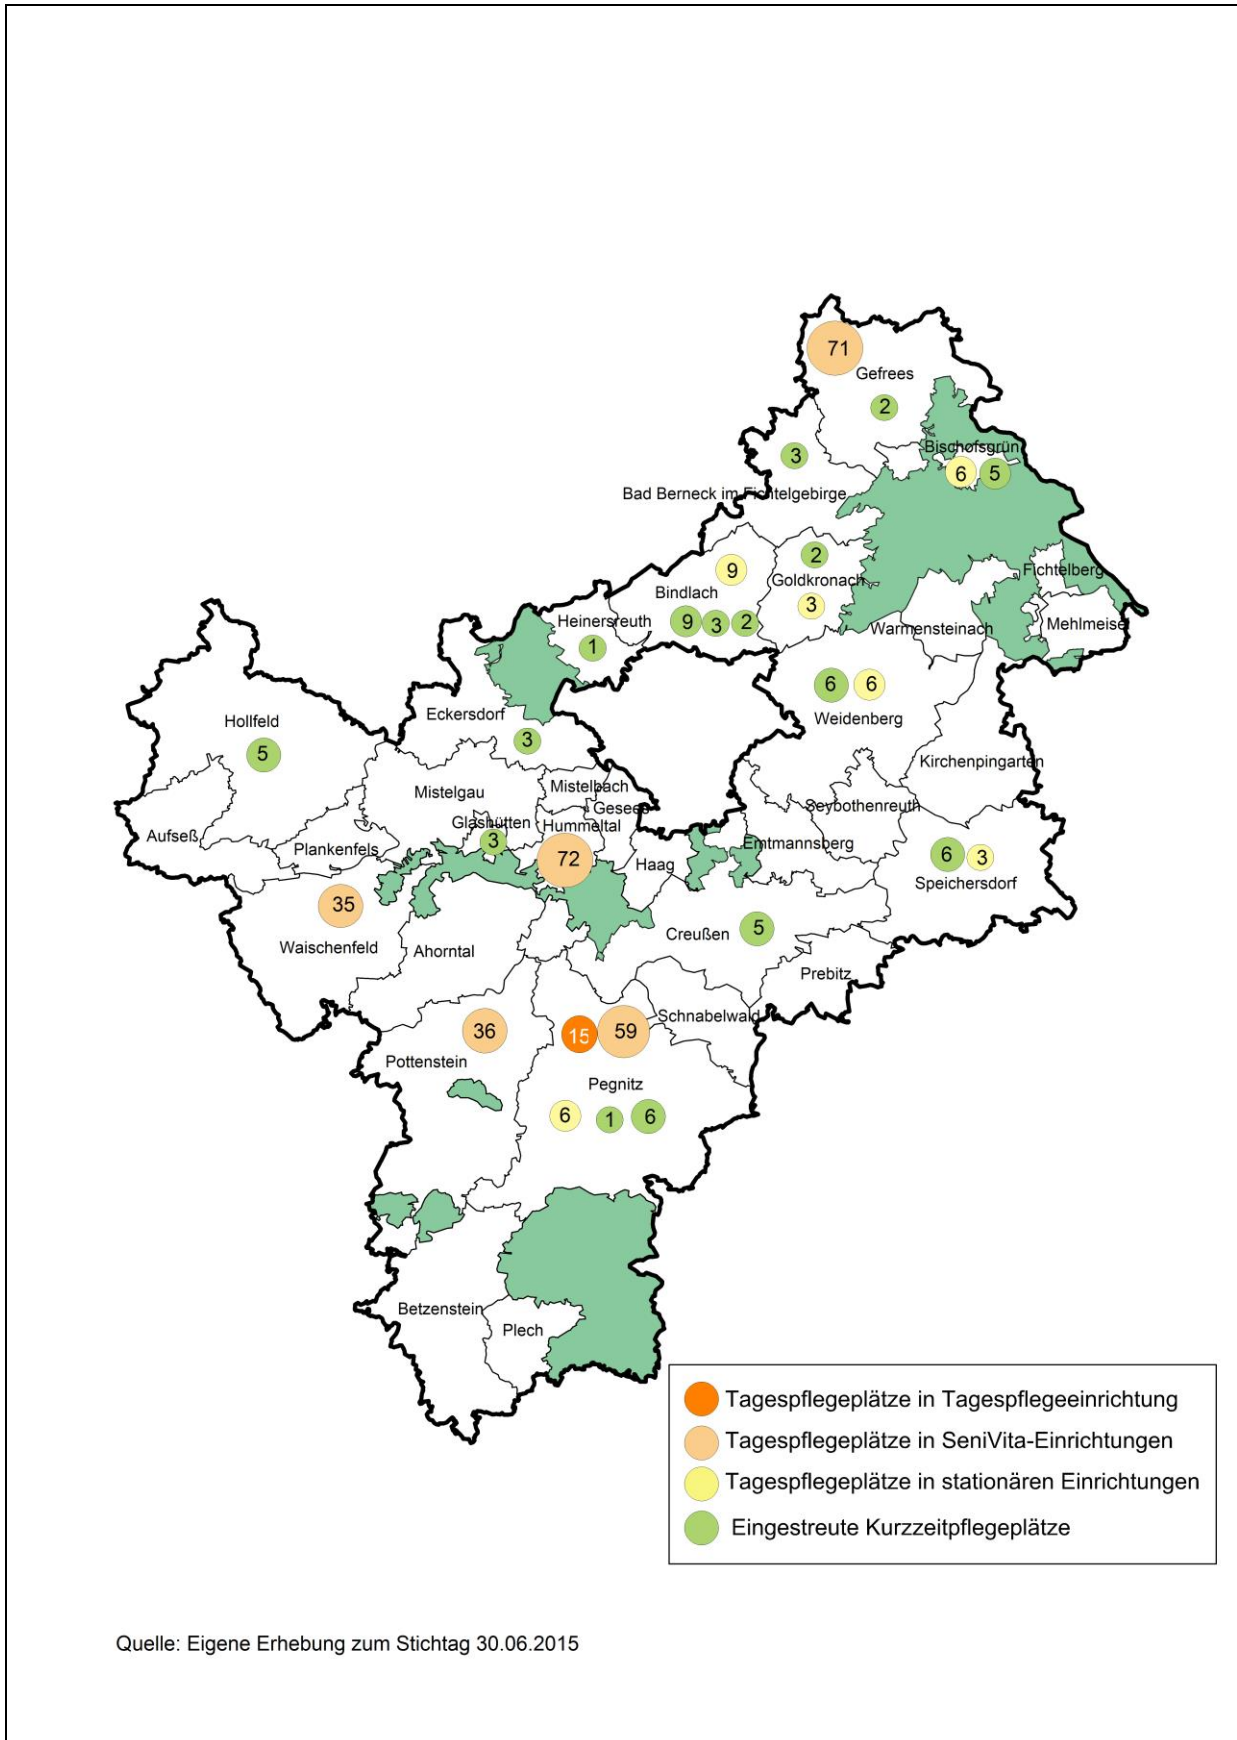 71
Gefrees
2
3
Bischofsgrün
6 5
Bad Berneck im Fichtelgebirge
2
9
Goldkronach
Fichtelberg
Bindlach
3
Heinersreuth
9 3 2
Mehlmeisel
Warmensteinach
1
6 6
Hollfeld
Eckersdorf
Weidenberg
5
3
Kirchenpingarten
Mistelbach
Mistelgau
Gesees
Seybothenreuth
Glashütten
Hummeltal
Aufseß
3
Plankenfels
Emtmannsberg
72
Haag
6 3
Speichersdorf
35
Creußen
5
Waischenfeld
Ahorntal
Prebitz
Schnabelwaid
36
15 59
Pottenstein
Pegnitz
6 1 6
Betzenstein
Plech
Tagespflegeplätze in Tagespflegeeinrichtung
Tagespflegeplätze in SeniVita-Einrichtungen
Tagespflegeplätze in stationären Einrichtungen
Eingestreute Kurzzeitpflegeplätze
Quelle: Eigene Erhebung zum Stichtag 30.06.2015